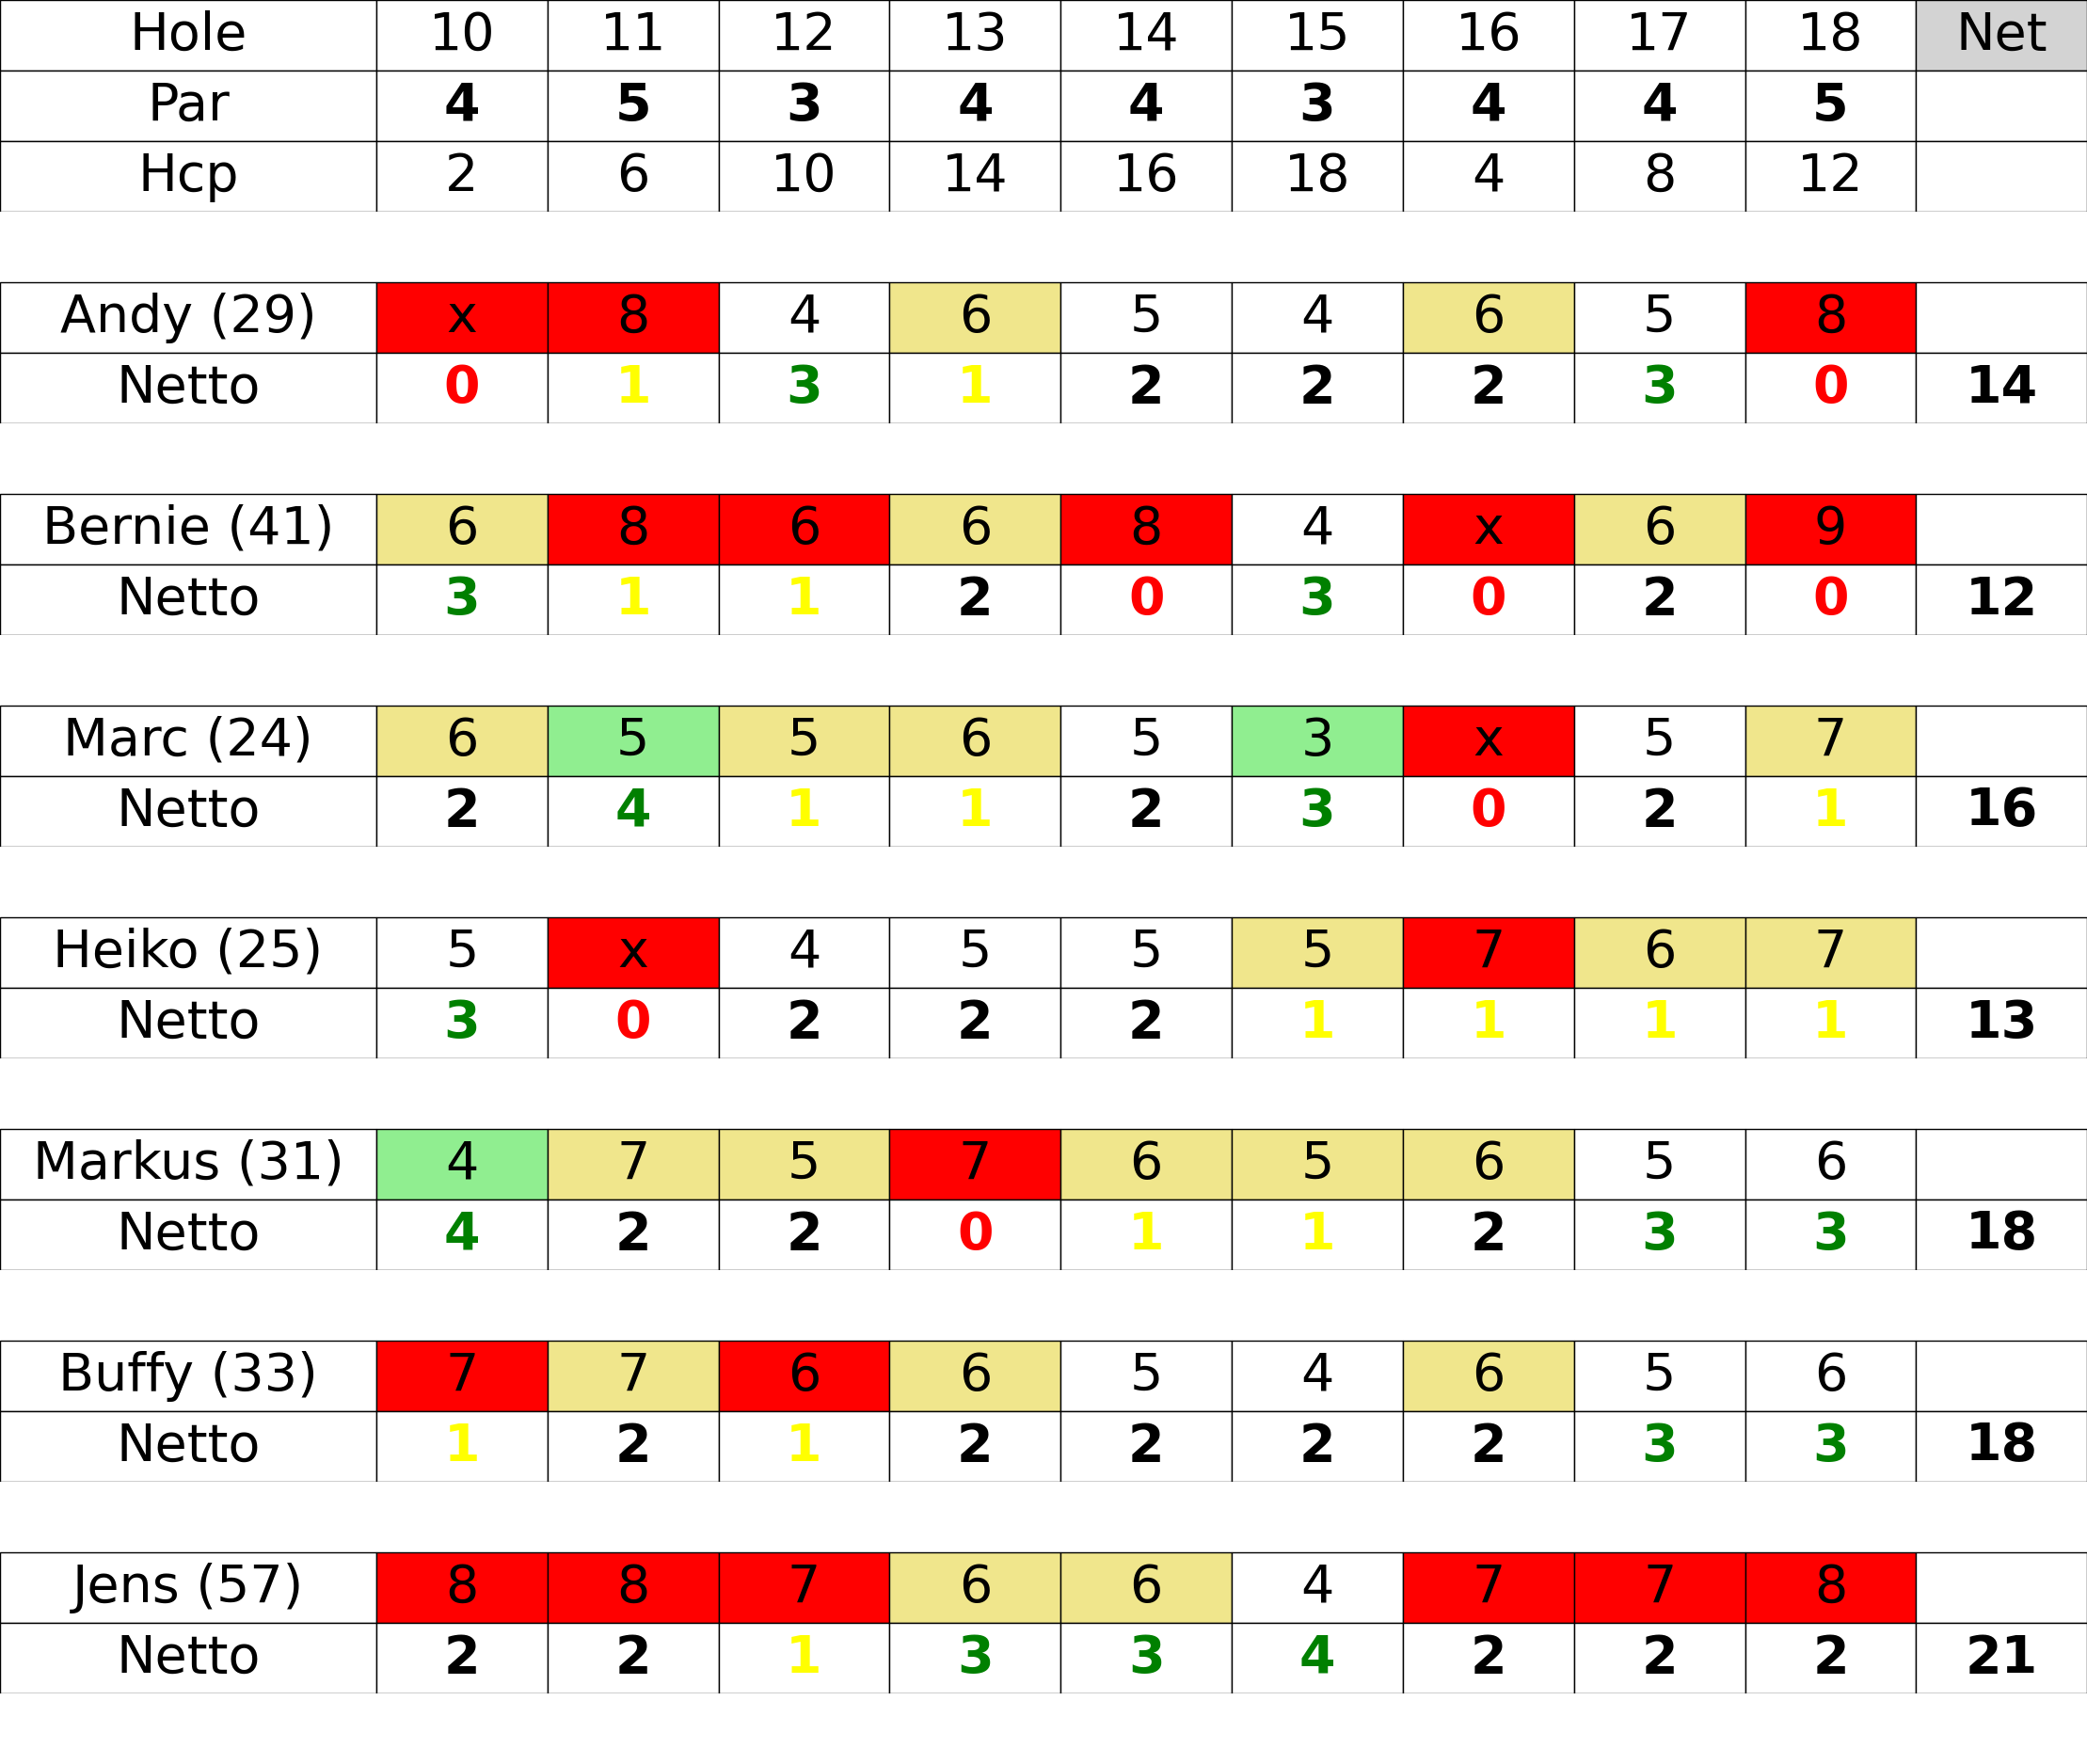 Hole 10 11 12 13 14 15 16 17 18 Net
Par 4 5 3 4 4 3 4 4 5
Hcp 2 6 10 14 16 18 4 8 12
Andy (29) x 8 4 6 5 4 6 5 8
Netto 0 1 3 1 2 2 2 3 0 14
Bernie (41) 6 8 6 6 8 4 x 6 9
Netto 3 1 1 2 0 3 0 2 0 12
Marc (24) 6 5 5 6 5 3 x 5 7
Netto 2 4 1 1 2 3 0 2 1 16
Heiko (25) 5 x 4 5 5 5 7 6 7
Netto 3 0 2 2 2 1 1 1 1 13
Markus (31) 4 7 5 7 6 5 6 5 6
Netto 4 2 2 0 1 1 2 3 3 18
Buffy (33) 7 7 6 6 5 4 6 5 6
Netto 1 2 1 2 2 2 2 3 3 18
Jens (57) 8 8 7 6 6 4 7 7 8
Netto 2 2 1 3 3 4 2 2 2 21